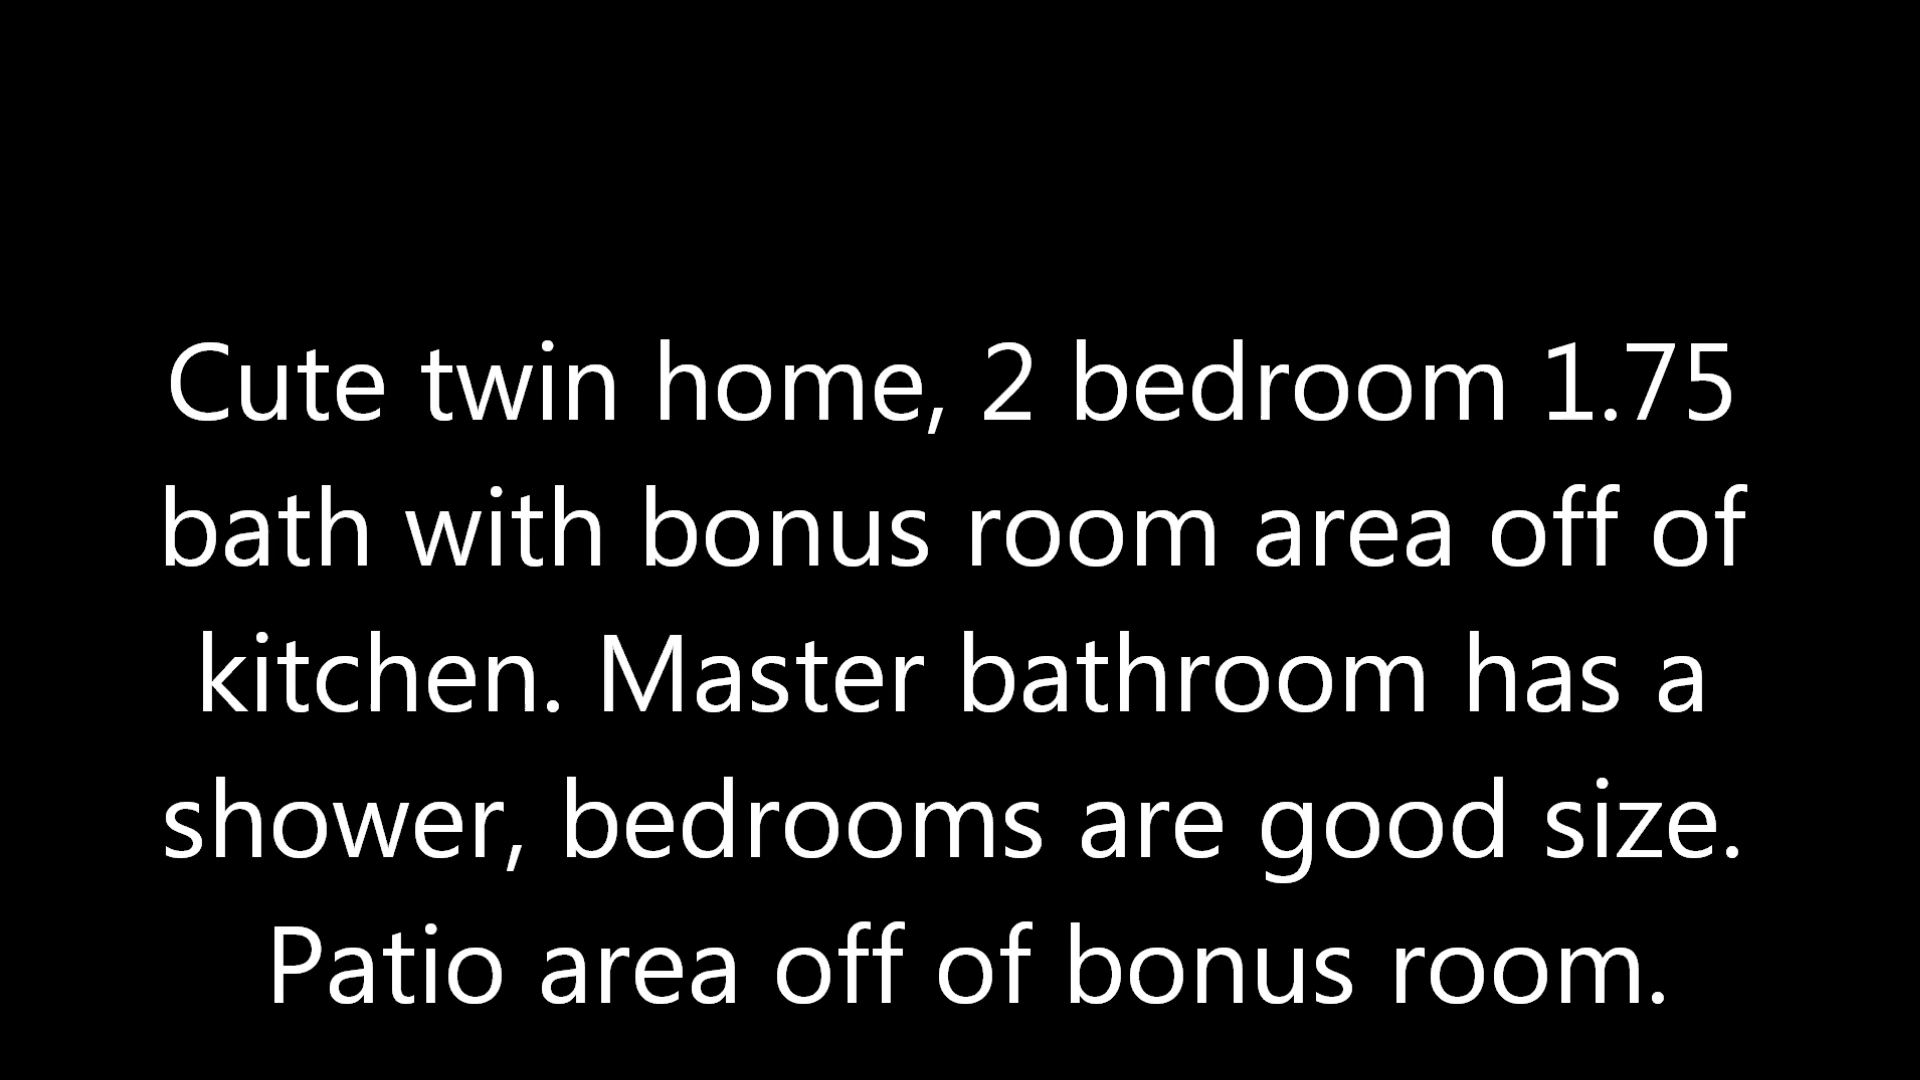 Cute twin home, 2 bedroom 1.75
bath with bonus room area off of
kitchen. Master bathroom has a
shower, bedrooms are good size.
Patio area off of bonus room.